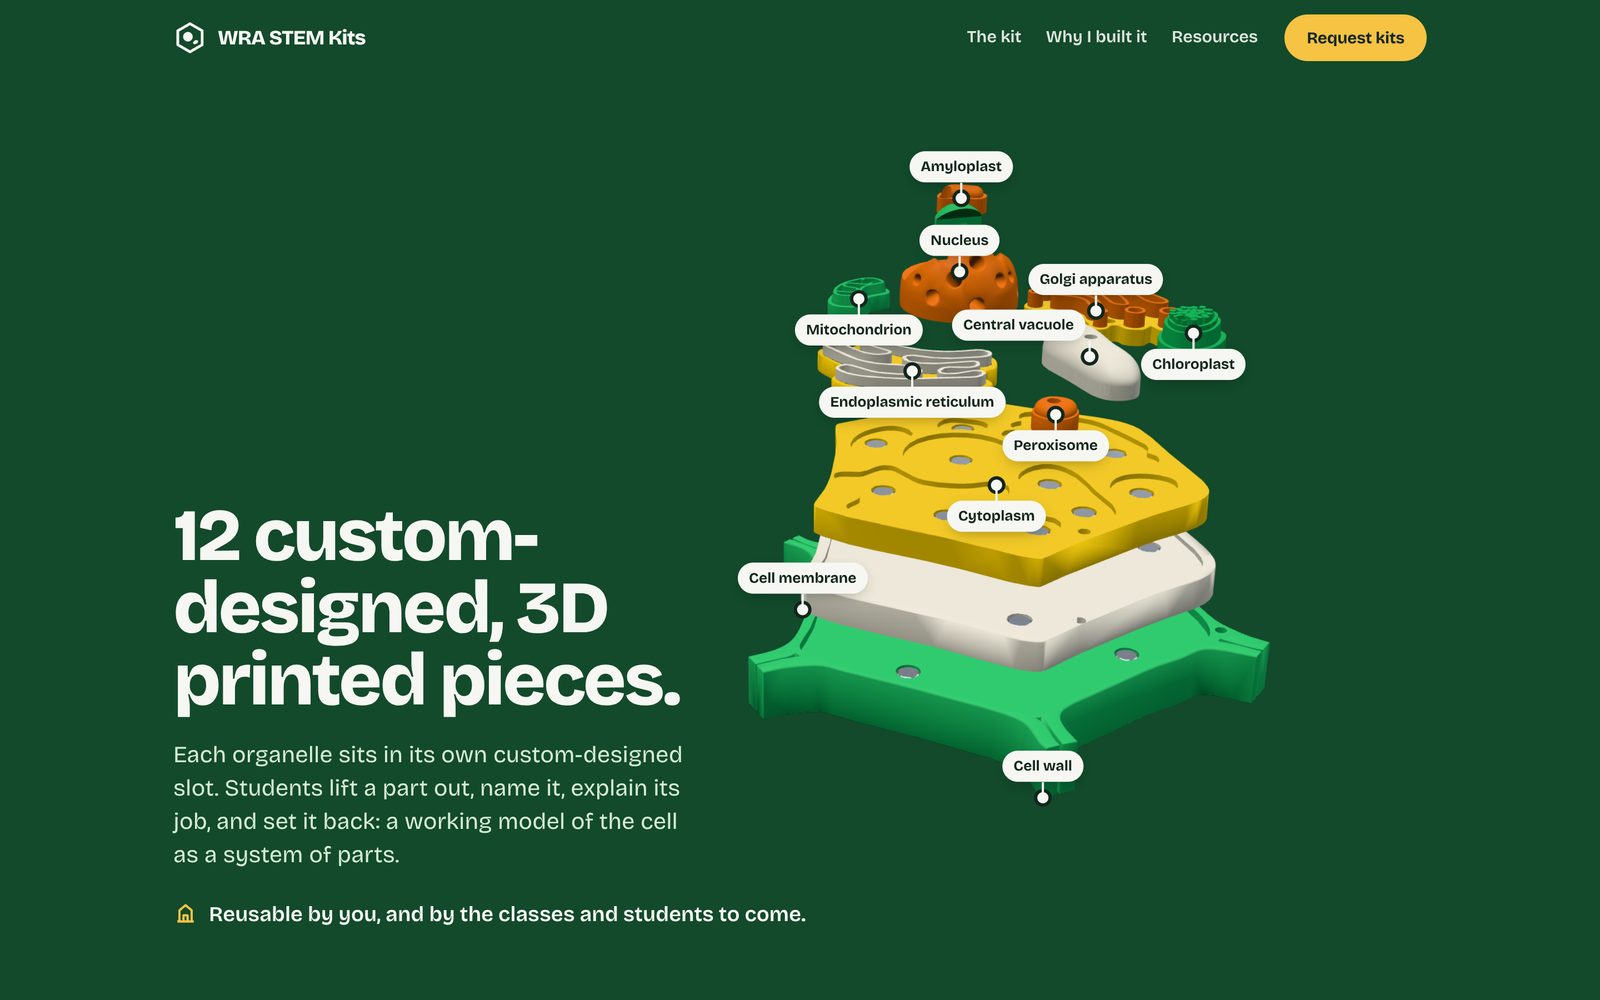 WRA STEM Kits
The kit
Why I built it
Resources
Request kits
Amyloplast
Nucleus
Golgi apparatus
Mitochondrion
Central vacuole
Chloroplast
Endoplasmic reticulum
Peroxisome
Cytoplasm
Cell membrane
Cell wall
12 custom-
designed, 3D
printed pieces.
Each organelle sits in its own custom-designed
slot. Students lift a part out, name it, explain its
job, and set it back: a working model of the cell
as a system of parts.
Reusable by you, and by the classes and students to come.